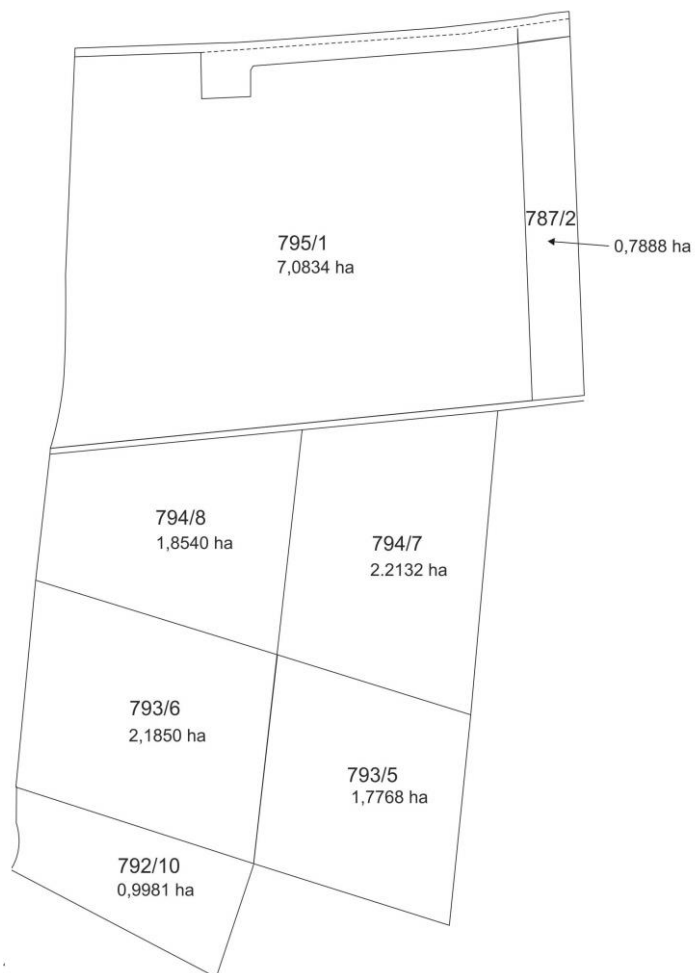 787/2
0,7888 ha
795/1
7,0834 ha
794/8
1,8540 ha
794/7
2.2132 ha
793/6
2,1850 ha
793/5
1,7768 ha
792/10
0,9981 ha